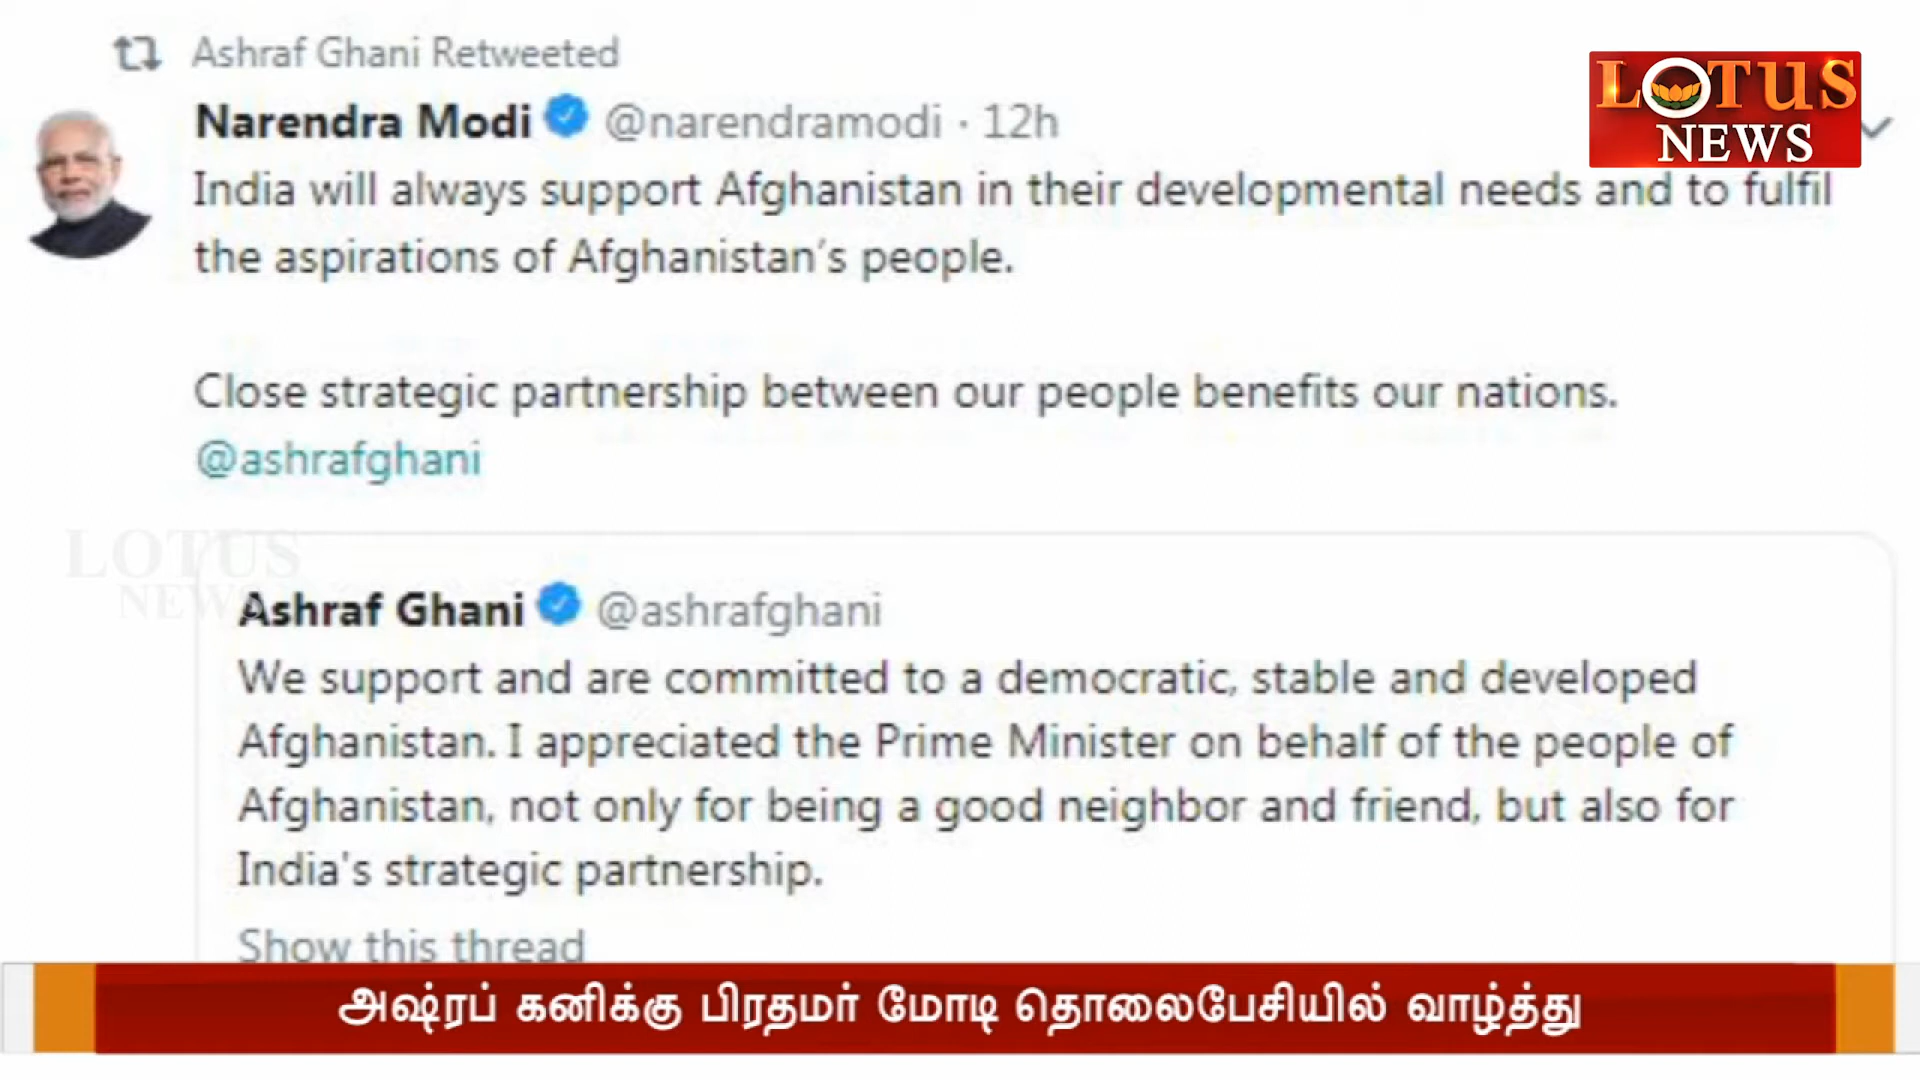 Ashraf Ghani Retweeted
Narendra Modi @narendramodi · 12h
LOTUS
NEWS
India will always support Afghanistan in their developmental needs and to fulfil
the aspirations of Afghanistan's people.
Close strategic partnership between our people benefits our nations.
@ashrafghani
LOTUS
NEWS
Ashraf Ghani @ashrafghani
We support and are committed to a democratic, stable and developed
Afghanistan. I appreciated the Prime Minister on behalf of the people of
Afghanistan, not only for being a good neighbor and friend, but also for
India's strategic partnership.
Show this thread
அஷ்ரப் கனிக்கு பிரதமர் மோடி தொலைபேசியில் வாழ்த்து